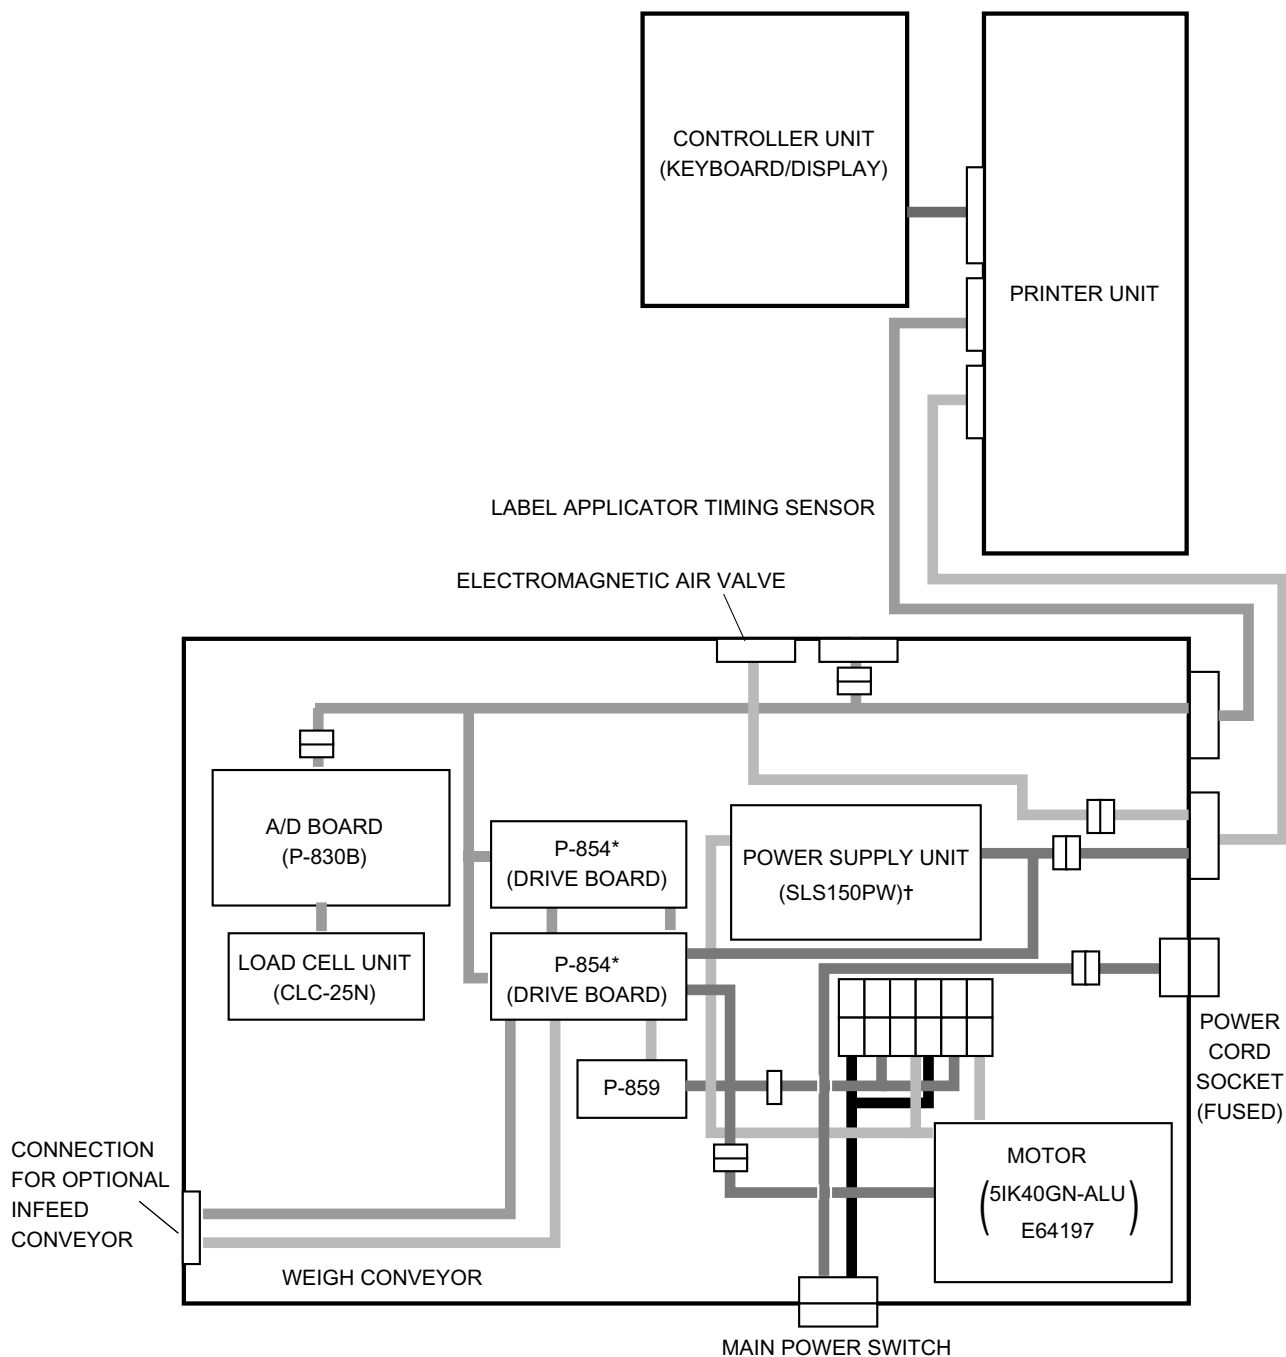 CONTROLLER UNIT
(KEYBOARD/DISPLAY)
PRINTER UNIT
LABEL APPLICATOR TIMING SENSOR
ELECTROMAGNETIC AIR VALVE
A/D BOARD
(P-830B)
P-854*
(DRIVE BOARD)
POWER SUPPLY UNIT
(SLS150PW)†
LOAD CELL UNIT
(CLC-25N)
P-854*
(DRIVE BOARD)
POWER
CORD
SOCKET
(FUSED)
P-859
CONNECTION
FOR OPTIONAL
INFEED
CONVEYOR
MOTOR
(5IK40GN-ALU
E64197)
WEIGH CONVEYOR
MAIN POWER SWITCH